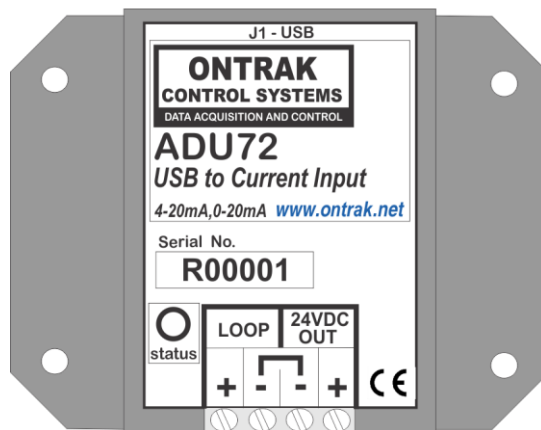 J1 - USB
ONTRAK
CONTROL SYSTEMS
DATA ACQUISITION AND CONTROL
ADU72
USB to Current Input
4-20mA,0-20mA www.ontrak.net
Serial No.
R00001
status
LOOP
24VDC
OUT
+ - - +
CE